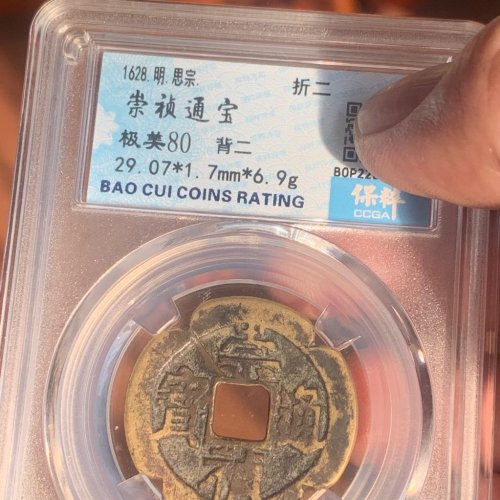 1628.明.思宗.
折二
崇祯通宝
极美80 背二
29.07*1.7mm*6.9g
BOP22
BAO CUI COINS RATING
保粹
CCGA
崇
寶 通